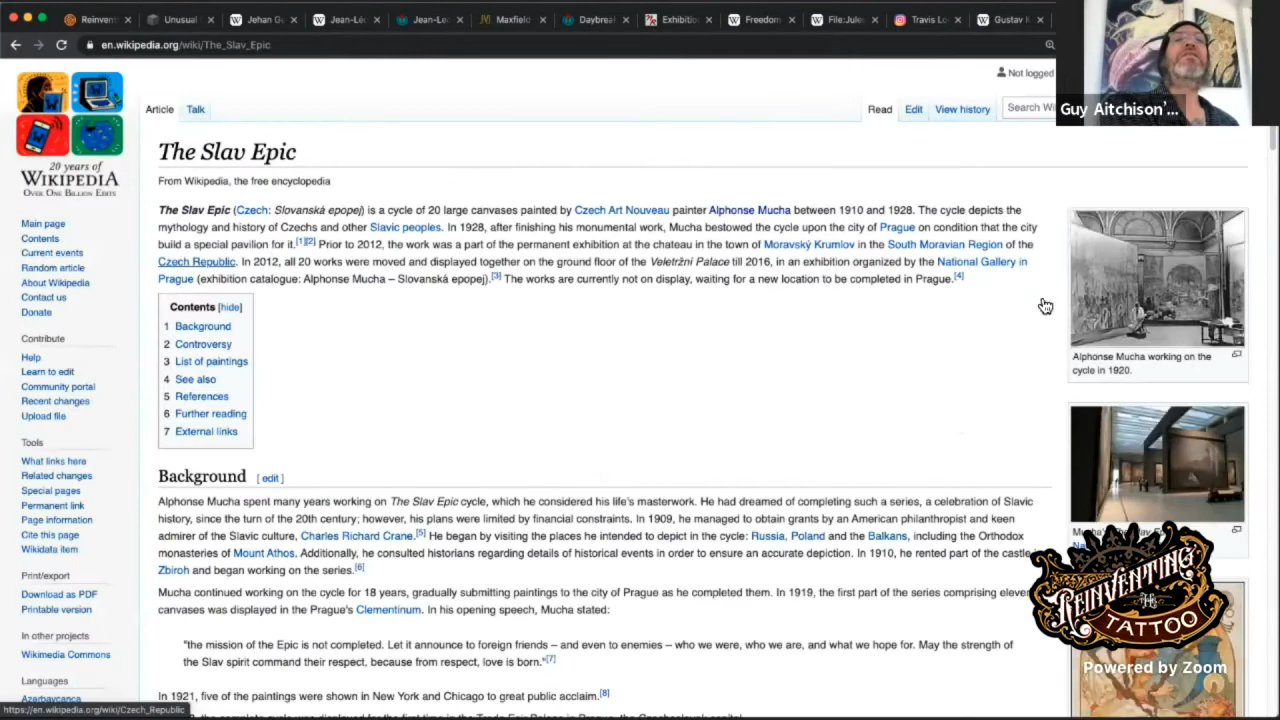 Reinvent
Unusual
Jehan Ge
Jean-Léo
Jean-Leo
Maxfield
Daybrea
Exhibitio
Freedom
File:Jules
Travis Lo
Gustav K
en.wikipedia.org/wiki/The_Slav_Epic
Not logged
Guy Aitchison'...
Article Talk
Read Edit View history
Search Wi
20 years of
WIKIPEDIA
OVER ONE BILLION EDITS
Main page
Contents
Current events
Random article
About Wikipedia
Contact us
Donate
Contribute
Help
Learn to edit
Community portal
Recent changes
Upload file
Tools
What links here
Related changes
Special pages
Permanent link
Page information
Cite this page
Wikidata item
Print/export
Download as PDF
Printable version
In other projects
Wikimedia Commons
Languages
Azərbaycanca
https://en.wikipedia.org/wiki/Czech_Republic
The Slav Epic
From Wikipedia, the free encyclopedia
The Slav Epic (Czech: Slovanská epopej) is a cycle of 20 large canvases painted by Czech Art Nouveau painter Alphonse Mucha between 1910 and 1928. The cycle depicts the
mythology and history of Czechs and other Slavic peoples. In 1928, after finishing his monumental work, Mucha bestowed the cycle upon the city of Prague on condition that the city
build a special pavilion for it.[1][2] Prior to 2012, the work was a part of the permanent exhibition at the chateau in the town of Moravský Krumlov in the South Moravian Region of the
Czech Republic. In 2012, all 20 works were moved and displayed together on the ground floor of the Veletržní Palace till 2016, in an exhibition organized by the National Gallery in
Prague (exhibition catalogue: Alphonse Mucha – Slovanská epopej).[3] The works are currently not on display, waiting for a new location to be completed in Prague.[4]
Contents [hide]
1 Background
2 Controversy
3 List of paintings
4 See also
5 References
6 Further reading
7 External links
Background [ edit ]
Alphonse Mucha spent many years working on The Slav Epic cycle, which he considered his life's masterwork. He had dreamed of completing such a series, a celebration of Slavic
history, since the turn of the 20th century; however, his plans were limited by financial constraints. In 1909, he managed to obtain grants by an American philanthropist and keen
admirer of the Slavic culture, Charles Richard Crane.[5] He began by visiting the places he intended to depict in the cycle: Russia, Poland and the Balkans, including the Orthodox
monasteries of Mount Athos. Additionally, he consulted historians regarding details of historical events in order to ensure an accurate depiction. In 1910, he rented part of the castle
Zbiroh and began working on the series.[6]
Mucha continued working on the cycle for 18 years, gradually submitting paintings to the city of Prague as he completed them. In 1919, the first part of the series comprising eleven
canvases was displayed in the Prague's Clementinum. In his opening speech, Mucha stated:
"the mission of the Epic is not completed. Let it announce to foreign friends – and even to enemies – who we were, who we are, and what we hope for. May the strength of
the Slav spirit command their respect, because from respect, love is born."[7]
In 1921, five of the paintings were shown in New York and Chicago to great public acclaim.[8]
Alphonse Mucha working on the
cycle in 1920.
REINVENTING
THE
TATTOO
Powered by Zoom